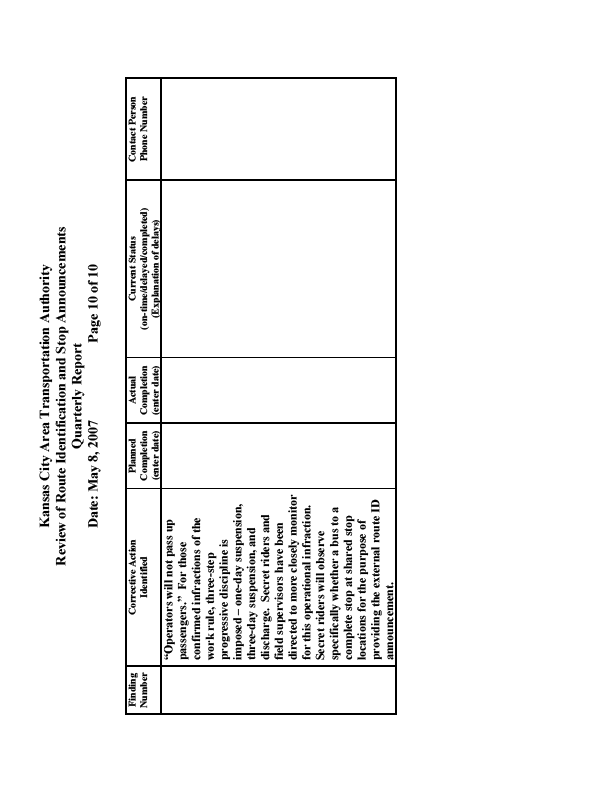 Kansas City Area Transportation Authority
Review of Route Identification and Stop Announcements
Quarterly Report
Date: May 8, 2007 Page 10 of 10
Finding
Number
Corrective Action
Identified
Planned
Completion
(enter date)
Actual
Completion
(enter date)
Current Status
(on-time/delayed/completed)
(Explanation of delays)
Contact Person
Phone Number
“Operators will not pass up
passengers.” For those
confirmed infractions of the
work rule, three-step
progressive discipline is
imposed – one-day suspension,
three-day suspension, and
discharge. Secret riders and
field supervisors have been
directed to more closely monitor
for this operational infraction.
Secret riders will observe
specifically whether a bus to a
complete stop at shared stop
locations for the purpose of
providing the external route ID
announcement.